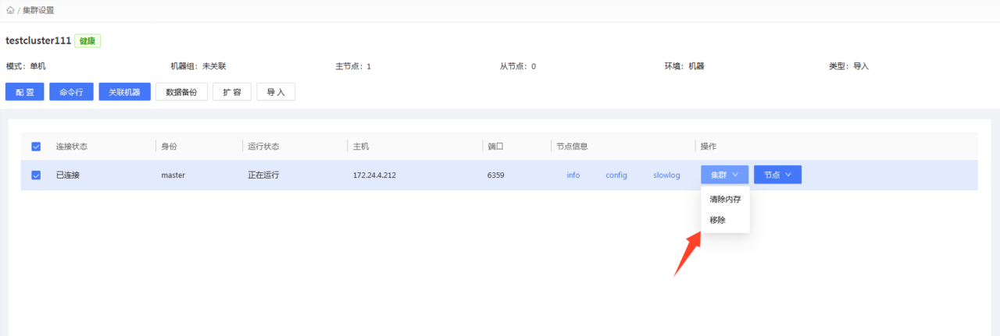 / 集群设置
testcluster111 健康
模式：单机 机器组：未关联 主节点：1 从节点：0 环境：机器 类型：导入
配 置 命令行 关联机器 数据备份 扩 容 导 入
连接状态 身份 运行状态 主机 端口 节点信息 操作
已连接 master 正在运行 172.24.4.212 6359 info config slowlog 集群 节点
清除内存
移除